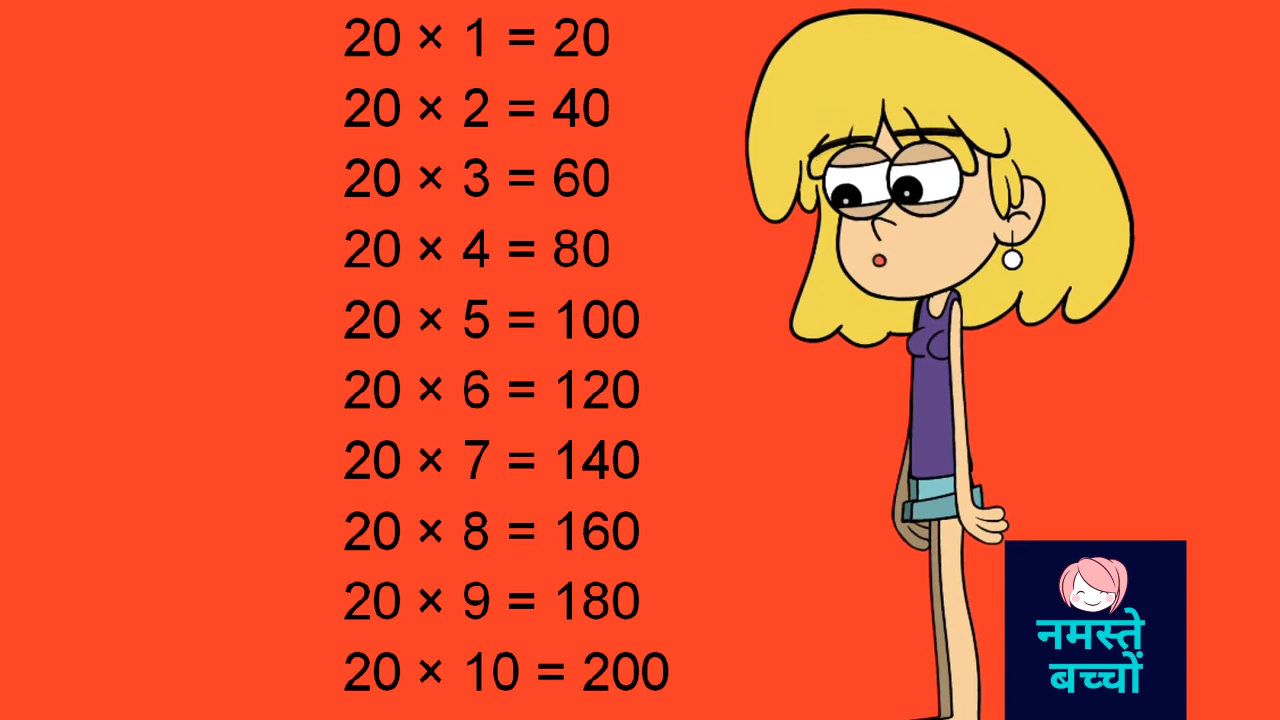 20 × 1 = 20
20 × 2 = 40
20 × 3 = 60
20 × 4 = 80
20 × 5 = 100
20 × 6 = 120
20 × 7 = 140
20 × 8 = 160
20 × 9 = 180
20 × 10 = 200
नमस्ते
बच्चों